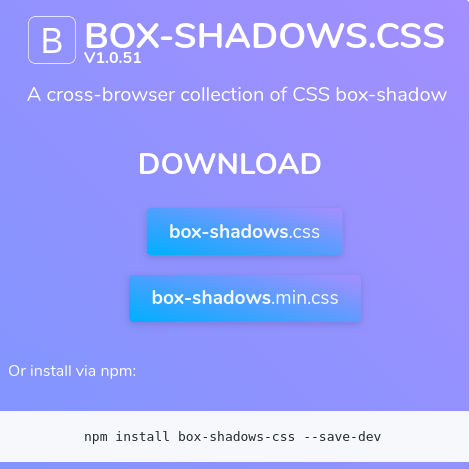 B
BOX-SHADOWS.CSS
V1.0.51
A cross-browser collection of CSS box-shadow
DOWNLOAD
box-shadows.css
box-shadows.min.css
Or install via npm:
npm install box-shadows-css --save-dev